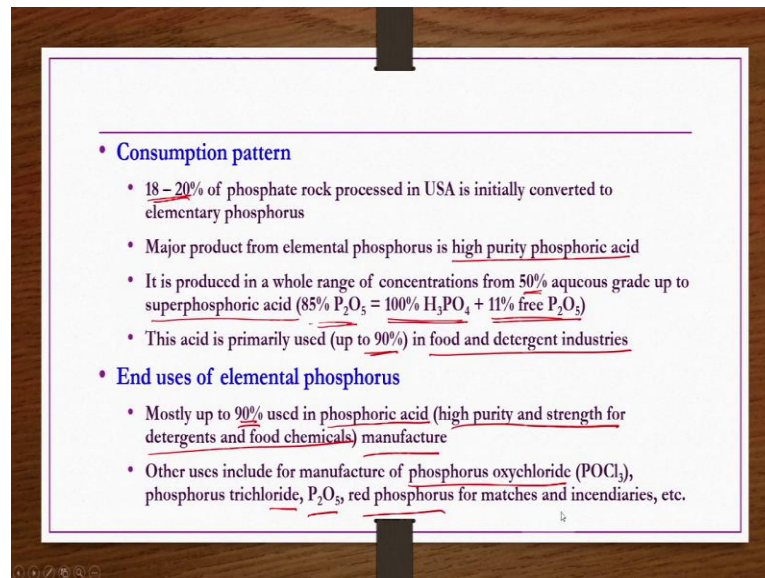 • Consumption pattern
• 18 – 20% of phosphate rock processed in USA is initially converted to
elementary phosphorus
• Major product from elemental phosphorus is high purity phosphoric acid
• It is produced in a whole range of concentrations from 50% aqueous grade up to
superphosphoric acid (85% P₂O₅ = 100% H₃PO₄ + 11% free P₂O₅)
• This acid is primarily used (up to 90%) in food and detergent industries
• End uses of elemental phosphorus
• Mostly up to 90% used in phosphoric acid (high purity and strength for
detergents and food chemicals) manufacture
• Other uses include for manufacture of phosphorus oxychloride (POCl₃),
phosphorus trichloride, P₂O₅, red phosphorus for matches and incendiaries, etc.